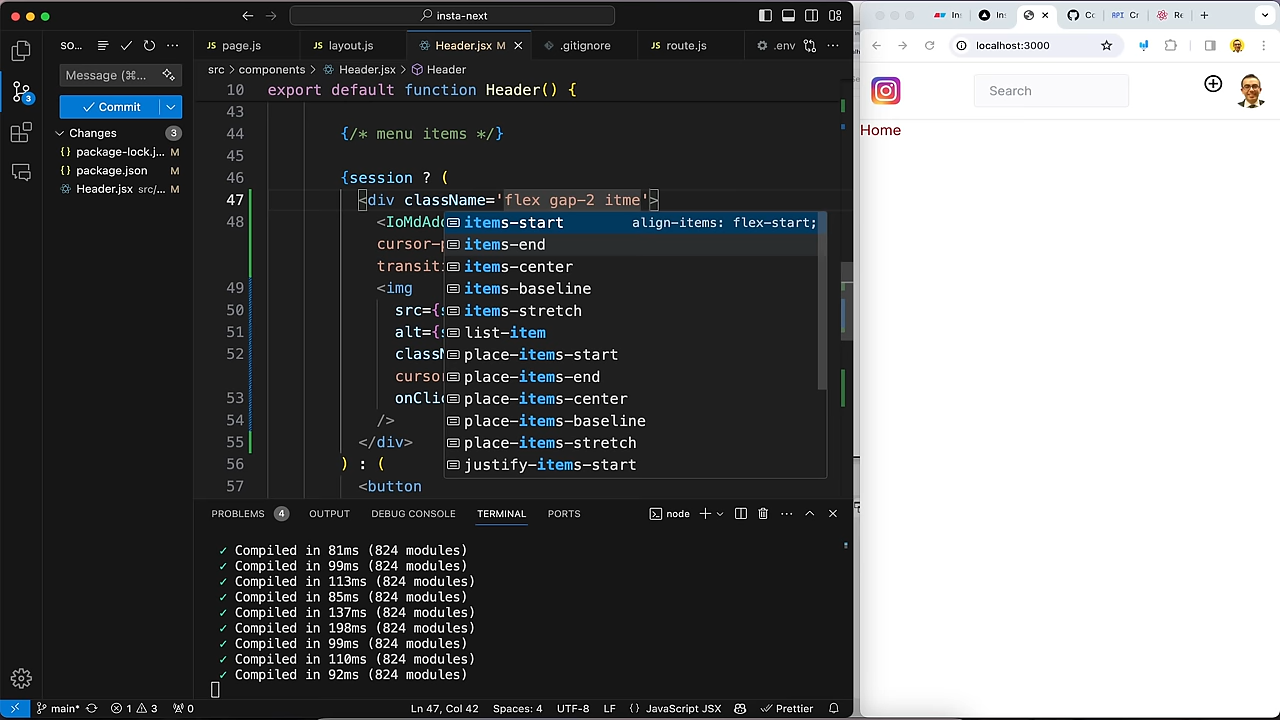 insta-next
SO...
page.js
layout.js
Header.jsx M
.gitignore
route.js
.env
src > components > Header.jsx > Header
Message (⌘...
Commit
Changes 3
package-lock.j... M
package.json M
Header.jsx src/... M
3
10 export default function Header() {
43
44 {/* menu items */}
45
46 {session ? (
47 <div className='flex gap-2 itme'>
48 <IoMdAdd
cursor-p
transiti
49 <img
50 src={s
51 alt={s
52 classN
cursor
53 onClic
54 />
55 </div>
56 ) : (
57 <button
items-start align-items: flex-start;
items-end
items-center
items-baseline
items-stretch
list-item
place-items-start
place-items-end
place-items-center
place-items-baseline
place-items-stretch
justify-items-start
PROBLEMS 4 OUTPUT DEBUG CONSOLE TERMINAL PORTS
node
✓ Compiled in 81ms (824 modules)
✓ Compiled in 99ms (824 modules)
✓ Compiled in 113ms (824 modules)
✓ Compiled in 85ms (824 modules)
✓ Compiled in 137ms (824 modules)
✓ Compiled in 198ms (824 modules)
✓ Compiled in 99ms (824 modules)
✓ Compiled in 110ms (824 modules)
✓ Compiled in 92ms (824 modules)
main* 1 3 0
Ln 47, Col 42 Spaces: 4 UTF-8 LF {} JavaScript JSX Prettier
In
Ins
Cr
Re
localhost:3000
Search
Home